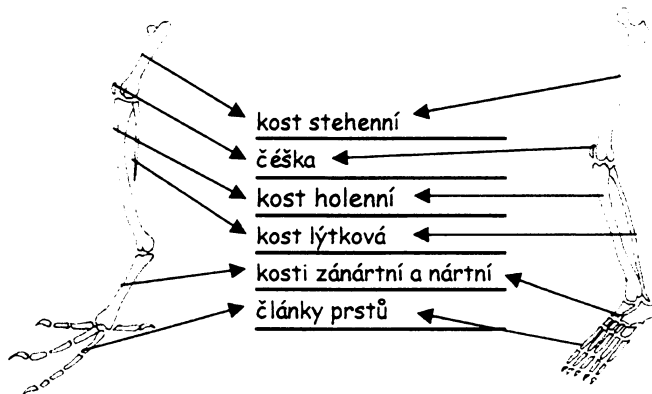 kost stehenní
čéška
kost holenní
kost lýtková
kosti zánártní a nártní
články prstů